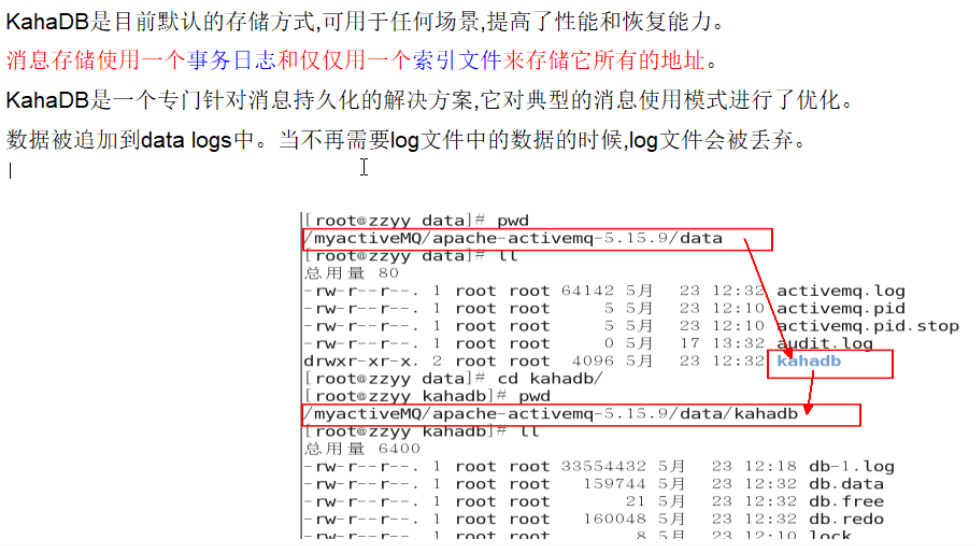 KahaDB是目前默认的存储方式,可用于任何场景,提高了性能和恢复能力。
消息存储使用一个事务日志和仅仅用一个索引文件来存储它所有的地址。
KahaDB是一个专门针对消息持久化的解决方案,它对典型的消息使用模式进行了优化。
数据被追加到data logs中。当不再需要log文件中的数据的时候,log文件会被丢弃。
[root@zzyy data]# pwd
/myactiveMQ/apache-activemq-5.15.9/data
[root@zzyy data]# ll
总用量 80
-rw-r--r--. 1 root root 64142 5月 23 12:32 activemq.log
-rw-r--r--. 1 root root 5 5月 23 12:10 activemq.pid
-rw-r--r--. 1 root root 5 5月 23 12:10 activemq.pid.stop
-rw-r--r--. 1 root root 0 5月 17 13:32 audit.log
drwxr-xr-x. 2 root root 4096 5月 23 12:32 kahadb
[root@zzyy data]# cd kahadb/
[root@zzyy kahadb]# pwd
/myactiveMQ/apache-activemq-5.15.9/data/kahadb
[root@zzyy kahadb]# ll
总用量 6400
-rw-r--r--. 1 root root 33554432 5月 23 12:18 db-1.log
-rw-r--r--. 1 root root 159744 5月 23 12:32 db.data
-rw-r--r--. 1 root root 21 5月 23 12:32 db.free
-rw-r--r--. 1 root root 160048 5月 23 12:32 db.redo
-rw-r--r--. 1 root root 8 5月 23 12:10 lock